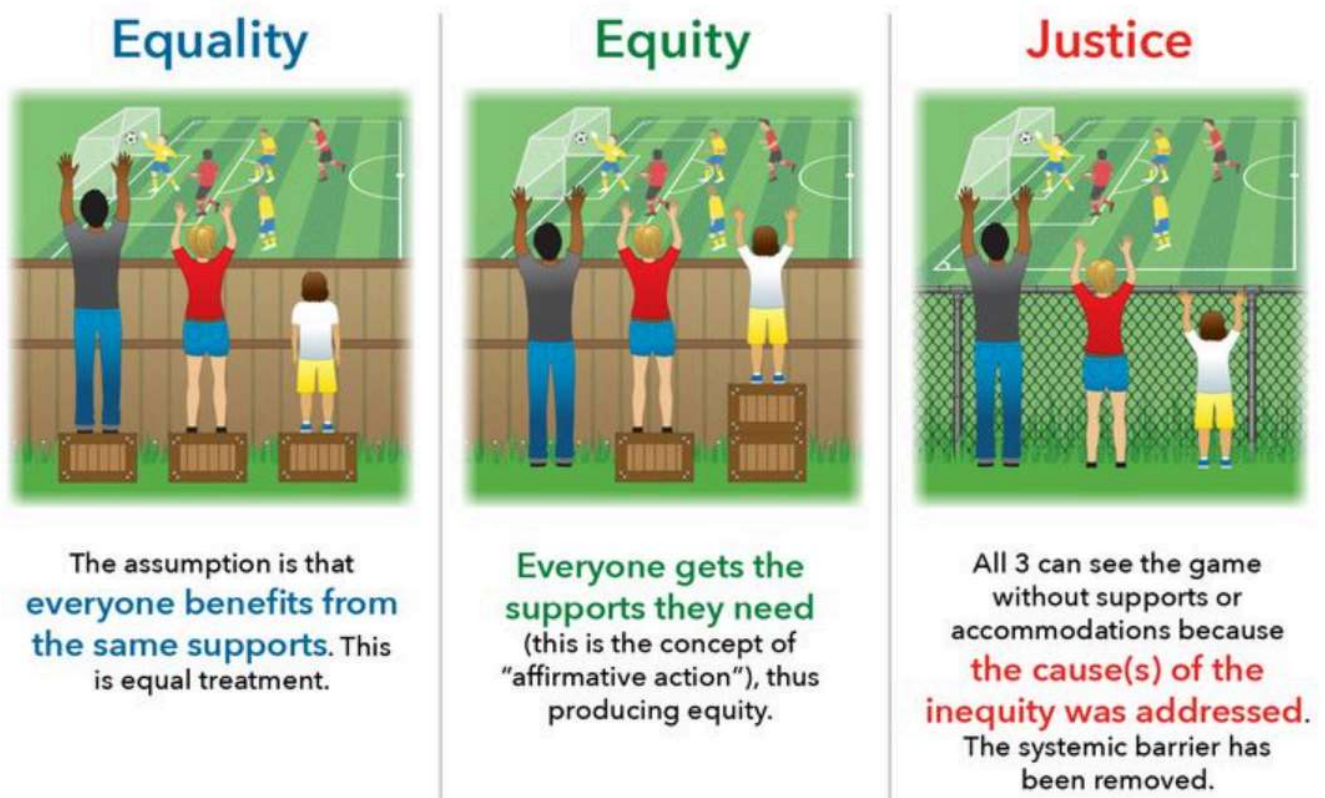 Equality
The assumption is that
everyone benefits from
the same supports. This
is equal treatment.
Equity
Everyone gets the
supports they need
(this is the concept of
"affirmative action"), thus
producing equity.
Justice
All 3 can see the game
without supports or
accommodations because
the cause(s) of the
inequity was addressed.
The systemic barrier has
been removed.